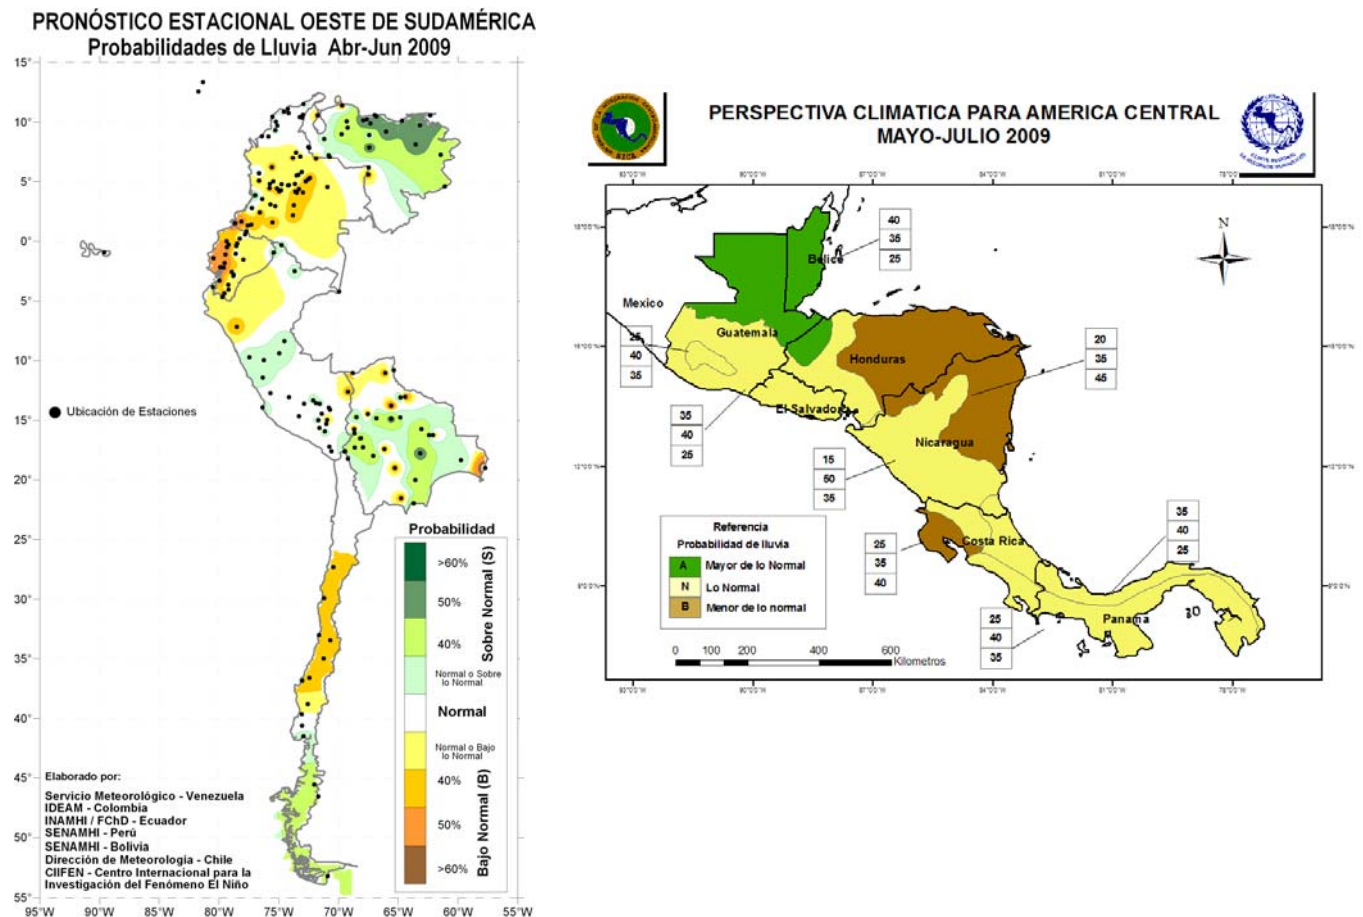 PRONÓSTICO ESTACIONAL OESTE DE SUDAMÉRICA
Probabilidades de Lluvia Abr-Jun 2009
15°
10°
5°
0°
5°
10°
15°
20°
25°
30°
35°
40°
45°
50°
55°
95W
90°W
85°W
80°W
75°W
70°W
65°W
60°W
55W
Ubicación de Estaciones
Probabilidad
>60%
50%
40%
Normal o Sobre
lo Normal
Normal
Normal o Bajo
lo Normal
40%
50%
>60%
Sobre Normal (S)
Bajo Normal (B)
Elaborado por:
Servicio Meteorológico - Venezuela
IDEAM - Colombia
INAMHI / FChD - Ecuador
SENAMHI - Perú
SENAMHI - Bolivia
Dirección de Meteorologia - Chile
CIIFEN - Centro Internacional para la
Investigación del Fenómeno El Niño
PERSPECTIVA CLIMATICA PARA AMERICA CENTRAL
MAYO-JULIO 2009
N
Mexico
Belice
Guatemala
Honduras
El Salvador
Nicaragua
Costa Rica
Panama
40
35
25
25
40
35
20
35
45
35
40
25
15
50
35
25
35
40
35
40
25
25
40
35
Referencia
Probabilidad de lluvia
A Mayor de lo Normal
N Lo Normal
B Menor de lo normal
0 100 200 400 600
Kilometros